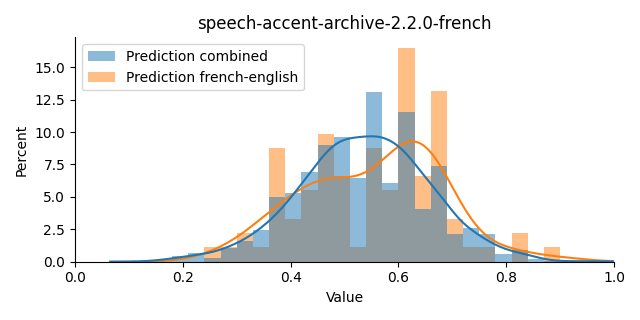 speech-accent-archive-2.2.0-french
Prediction combined
Prediction french-english
Percent
15.0
12.5
10.0
7.5
5.0
2.5
0.0
0.0 0.2 0.4 0.6 0.8 1.0
Value